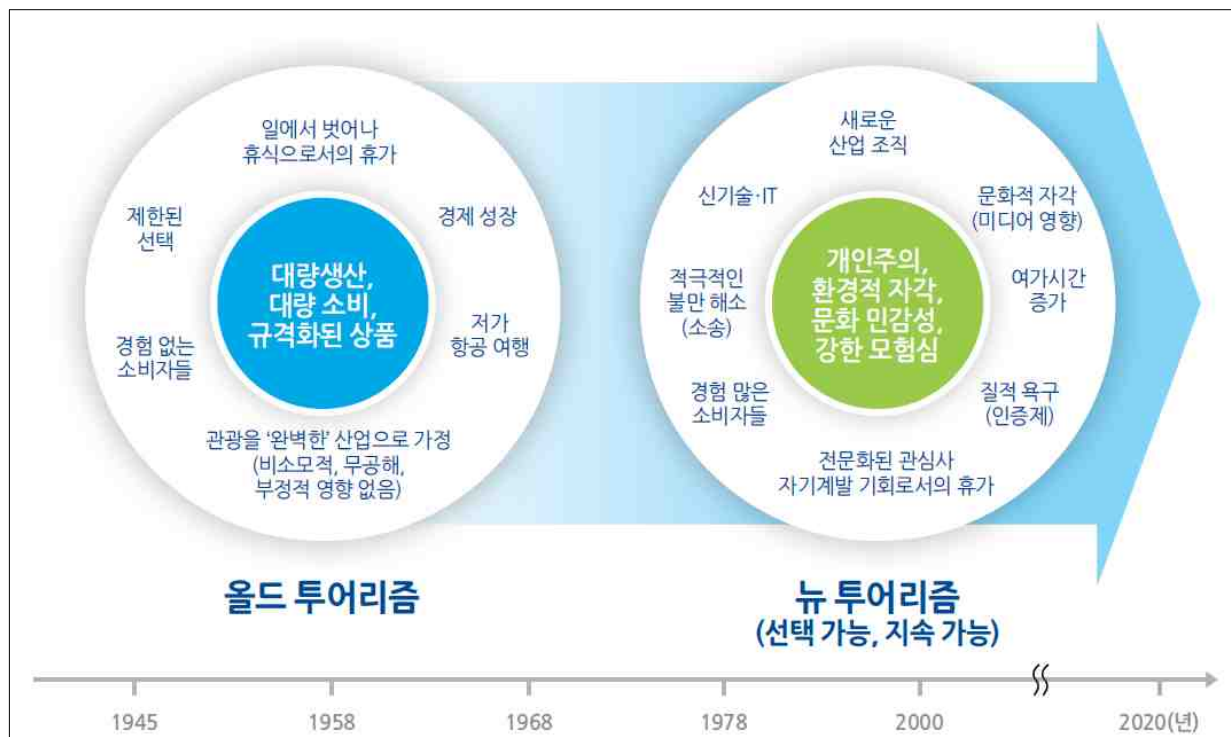 일에서 벗어나
휴식으로서의 휴가
제한된
선택
경제 성장
대량생산,
대량 소비,
규격화된 상품
경험 없는
소비자들
저가
항공 여행
관광을 ‘완벽한’ 산업으로 가정
(비소모적, 무공해,
부정적 영향 없음)
올드 투어리즘
새로운
산업 조직
신기술·IT
문화적 자각
(미디어 영향)
적극적인
불만 해소
(소송)
개인주의,
환경적 자각,
문화 민감성,
강한 모험심
여가시간
증가
경험 많은
소비자들
질적 욕구
(인증제)
전문화된 관심사
자기계발 기회로서의 휴가
뉴 투어리즘
(선택 가능, 지속 가능)
1945 1958 1968 1978 2000 2020(년)